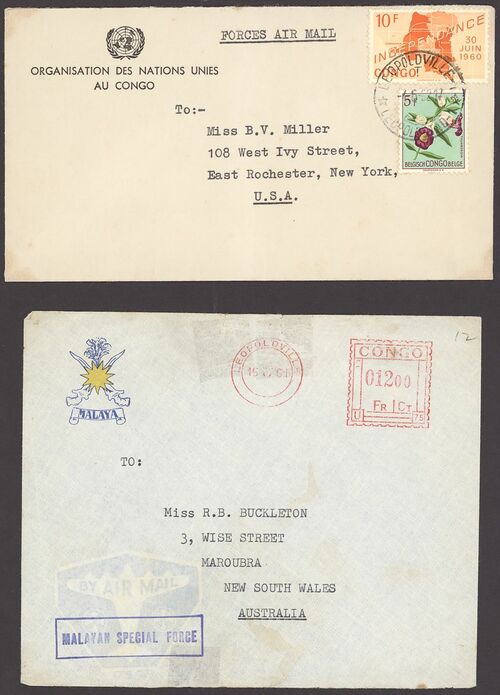 FORCES AIR MAIL
ORGANISATION DES NATIONS UNIES
AU CONGO
10F
INDEPENDANCE
30
JUIN
1960
CONGO
LEOPOLDVILLE
5F
BELGISCH CONGO BELGE
To:-
Miss B.V. Miller
108 West Ivy Street,
East Rochester, New York,
U.S.A.
MALAYA
LEOPOLDVILLE
CONGO
01200
FR CT
U 75
12
TO:
Miss R.B. BUCKLETON
3, WISE STREET
MAROUBRA
NEW SOUTH WALES
AUSTRALIA
BY AIR MAIL
MALAYAN SPECIAL FORCE